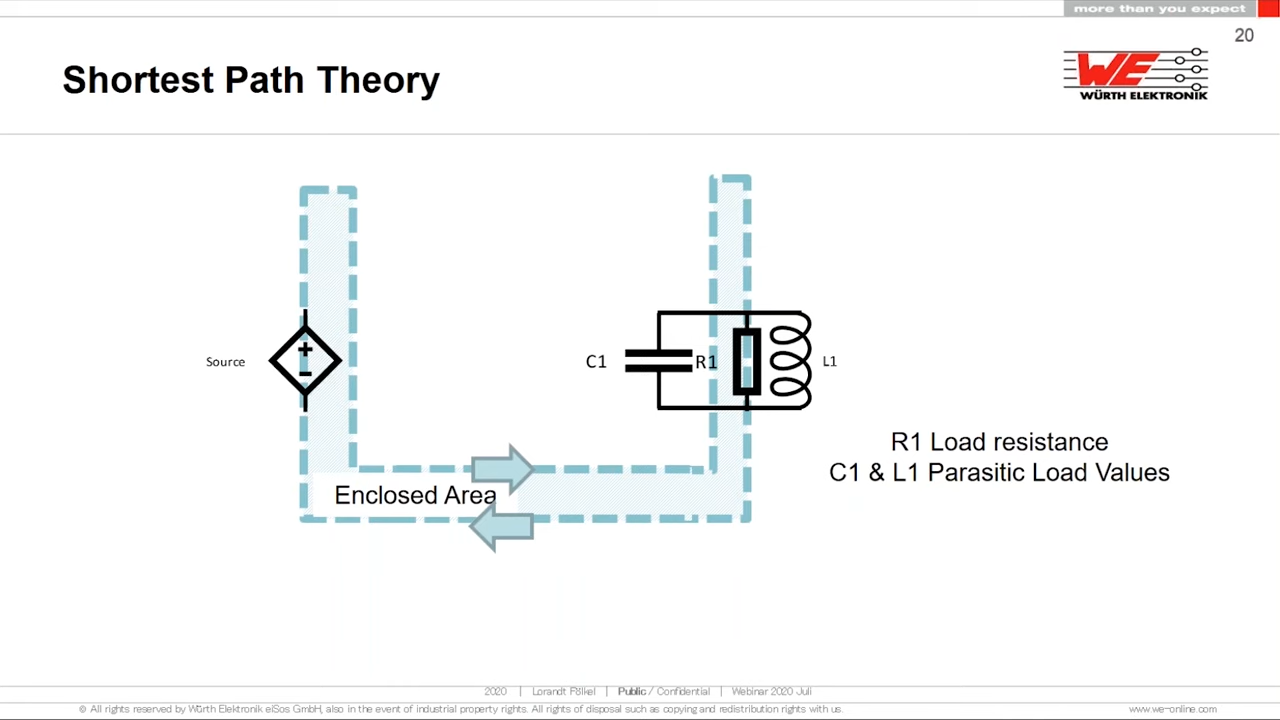 more than you expect
20
Shortest Path Theory
WE
WÜRTH ELEKTRONIK
Source
C1
R1
L1
R1 Load resistance
C1 & L1 Parasitic Load Values
Enclosed Area
2020 | Lorandt Fölkel | Public / Confidential | Webinar 2020 Juli
© All rights reserved by Würth Elektronik eiSos GmbH, also in the event of industrial property rights. All rights of disposal such as copying and redistribution rights with us.
www.we-online.com